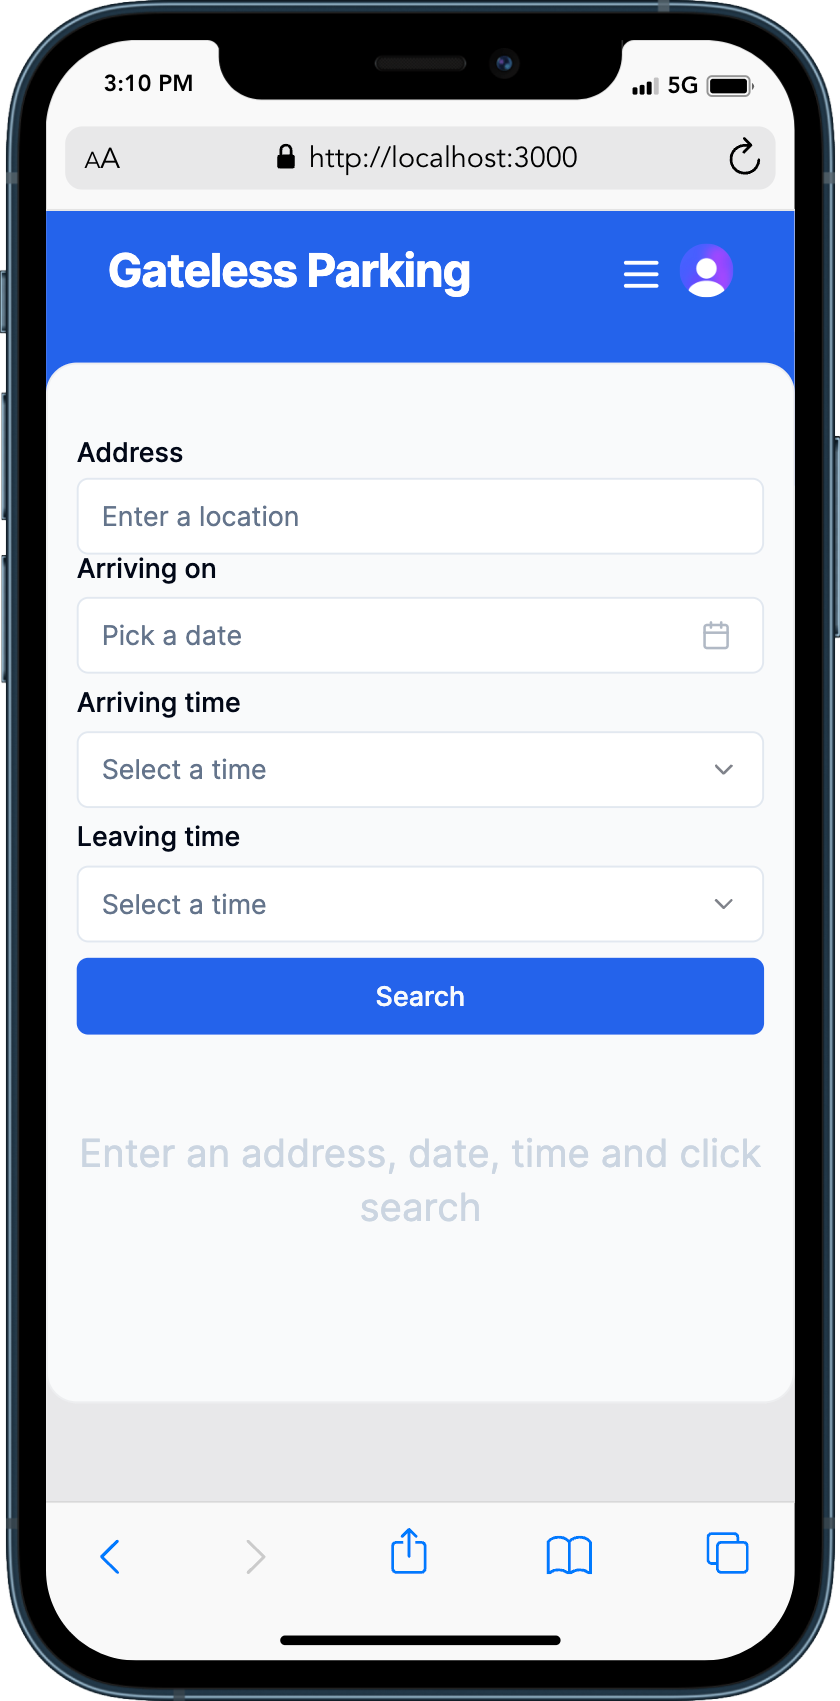 3:10 PM
5G
AA
http://localhost:3000
Gateless Parking
Address
Enter a location
Arriving on
Pick a date
Arriving time
Select a time
Leaving time
Select a time
Search
Enter an address, date, time and click
search